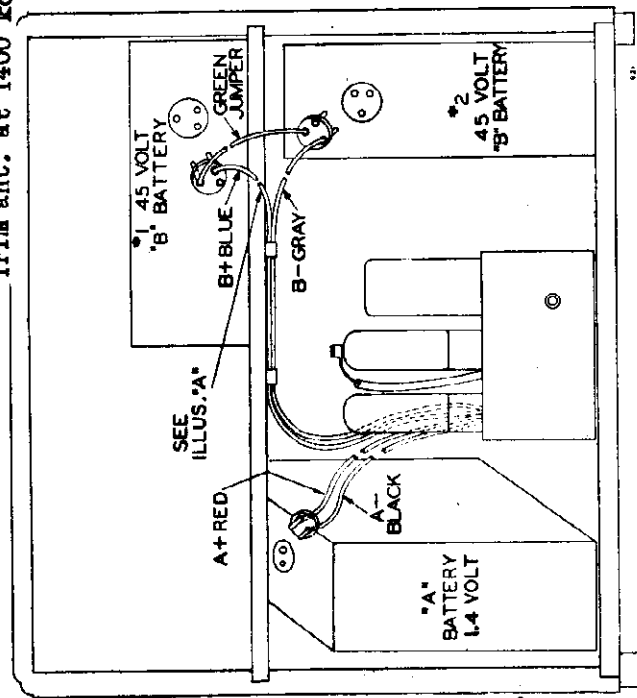 Trim ant. at 1400 Kc
#1 45 VOLT
"B" BATTERY
GREEN
JUMPER
B+BLUE
B-GRAY
#2
45 VOLT
"B" BATTERY
SEE
ILLUS. "A"
A+RED
A-
BLACK
"A"
BATTERY
1.4 VOLT